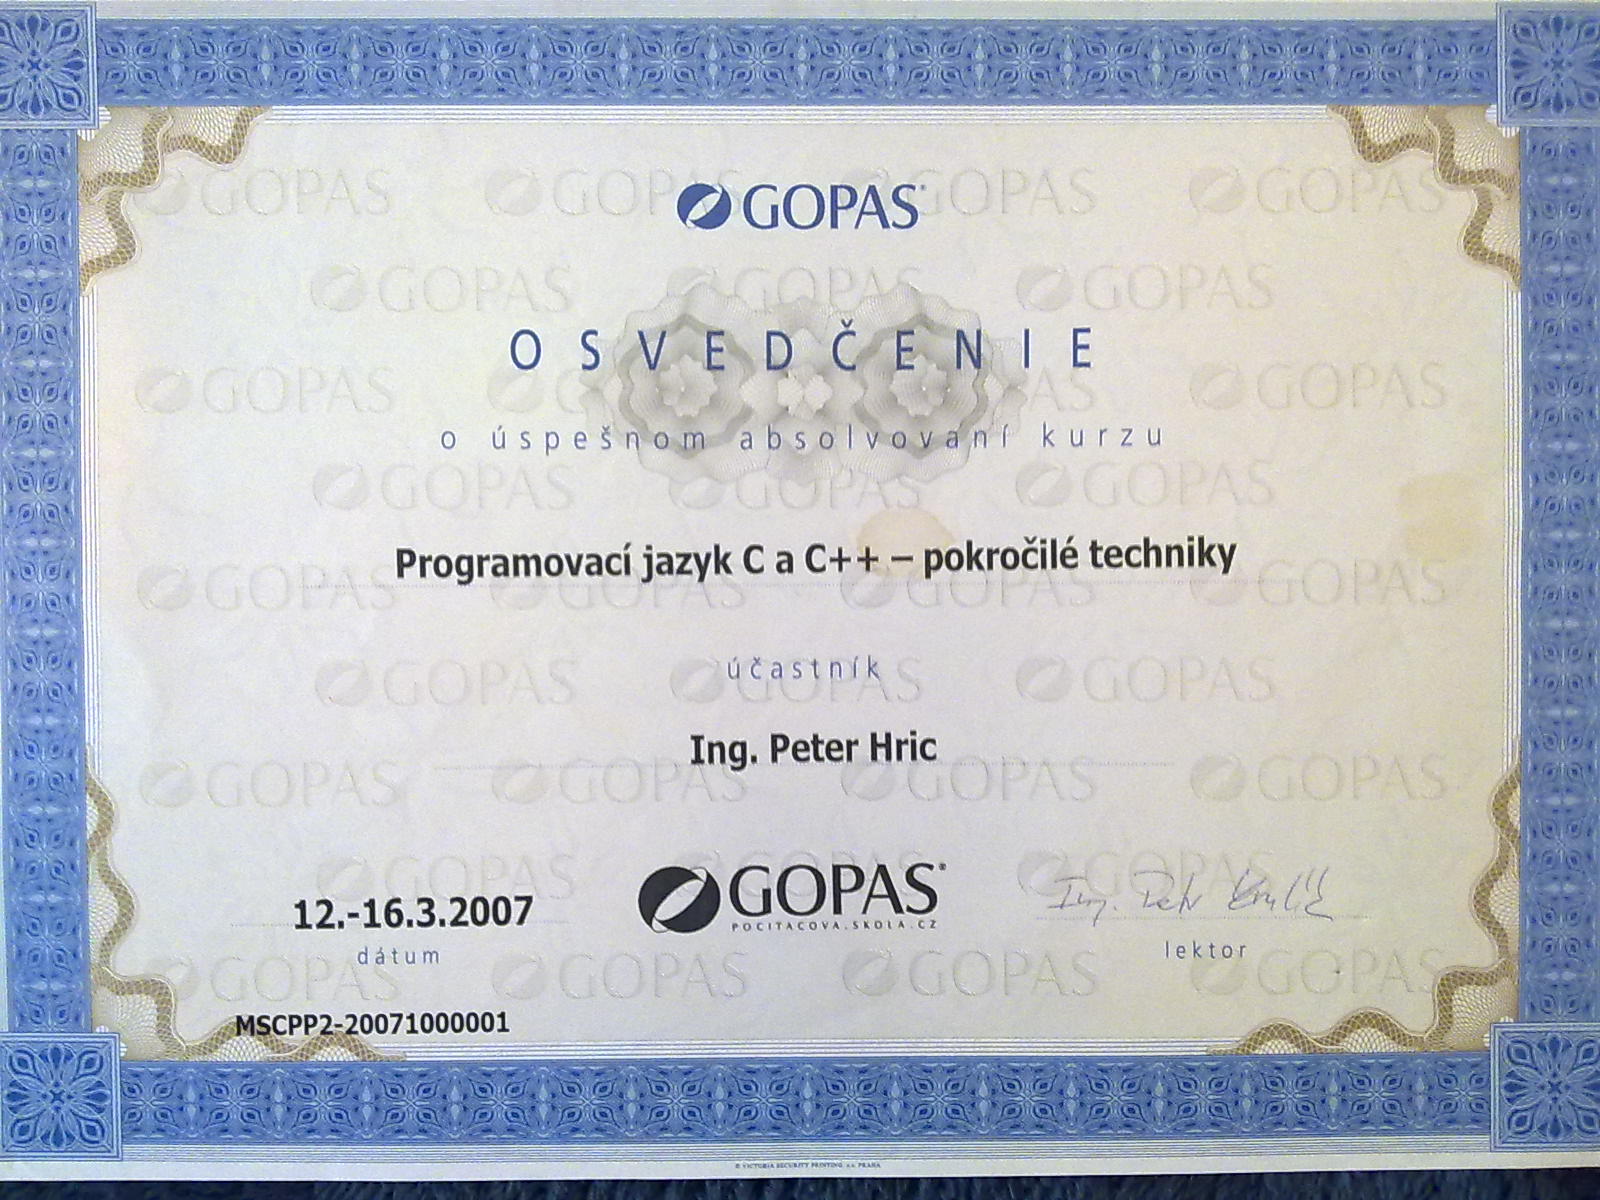 GOPAS
OSVEDČENIE
o úspešnom absolvovaní kurzu
Programovací jazyk C a C++ – pokročilé techniky
účastník
Ing. Peter Hric
12.-16.3.2007
dátum
GOPAS
POCITACOVA.SKOLA.CZ
Ing. Petr
lektor
MSCPP2-20071000001
© VICTORIA SECURITY PRINTING a.s. PRAHA